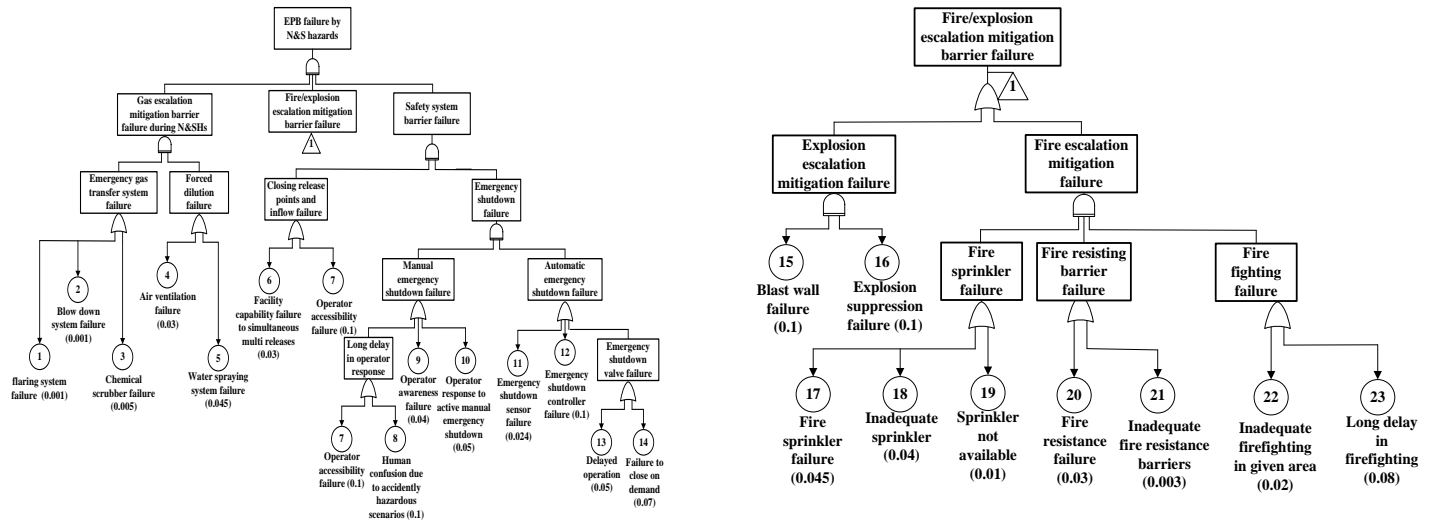 EPB failure by
N&S hazards
Gas escalation
mitigation barrier
failure during N&SHs
Fire/explosion
escalation mitigation
barrier failure
1
Safety system
barrier failure
Emergency gas
transfer system
failure
Forced
dilution
failure
Closing release
points and
inflow failure
Emergency
shutdown
failure
1
flaring system
failure (0.001)
2
Blow down
system failure
(0.001)
3
Chemical
scrubber failure
(0.005)
4
Air ventilation
failure
(0.03)
5
Water spraying
system failure
(0.045)
6
Facility
capability failure
to simultaneous
multi releases
(0.03)
7
Operator
accessibility
failure (0.1)
Manual
emergency
shutdown failure
Automatic
emergency
shutdown failure
Long delay
in operator
response
9
Operator
awareness
failure
(0.04)
10
Operator
response to
active manual
emergency
shutdown
(0.05)
11
Emergency
shutdown
sensor
failure
(0.024)
12
Emergency
shutdown
controller
failure (0.1)
Emergency
shutdown
valve failure
7
Operator
accessibility
failure (0.1)
8
Human
confusion due
to accidently
hazardous
scenarios (0.1)
13
Delayed
operation
(0.05)
14
Failure to
close on
demand
(0.07)
Fire/explosion
escalation mitigation
barrier failure
1
Explosion
escalation
mitigation failure
Fire escalation
mitigation
failure
15
Blast wall
failure
(0.1)
16
Explosion
suppression
failure (0.1)
Fire
sprinkler
failure
Fire resisting
barrier
failure
Fire
fighting
failure
17
Fire
sprinkler
failure
(0.045)
18
Inadequate
sprinkler
(0.04)
19
Sprinkler
not
available
(0.01)
20
Fire
resistance
failure
(0.03)
21
Inadequate
fire resistance
barriers
(0.003)
22
Inadequate
firefighting
in given area
(0.02)
23
Long delay
in
firefighting
(0.08)